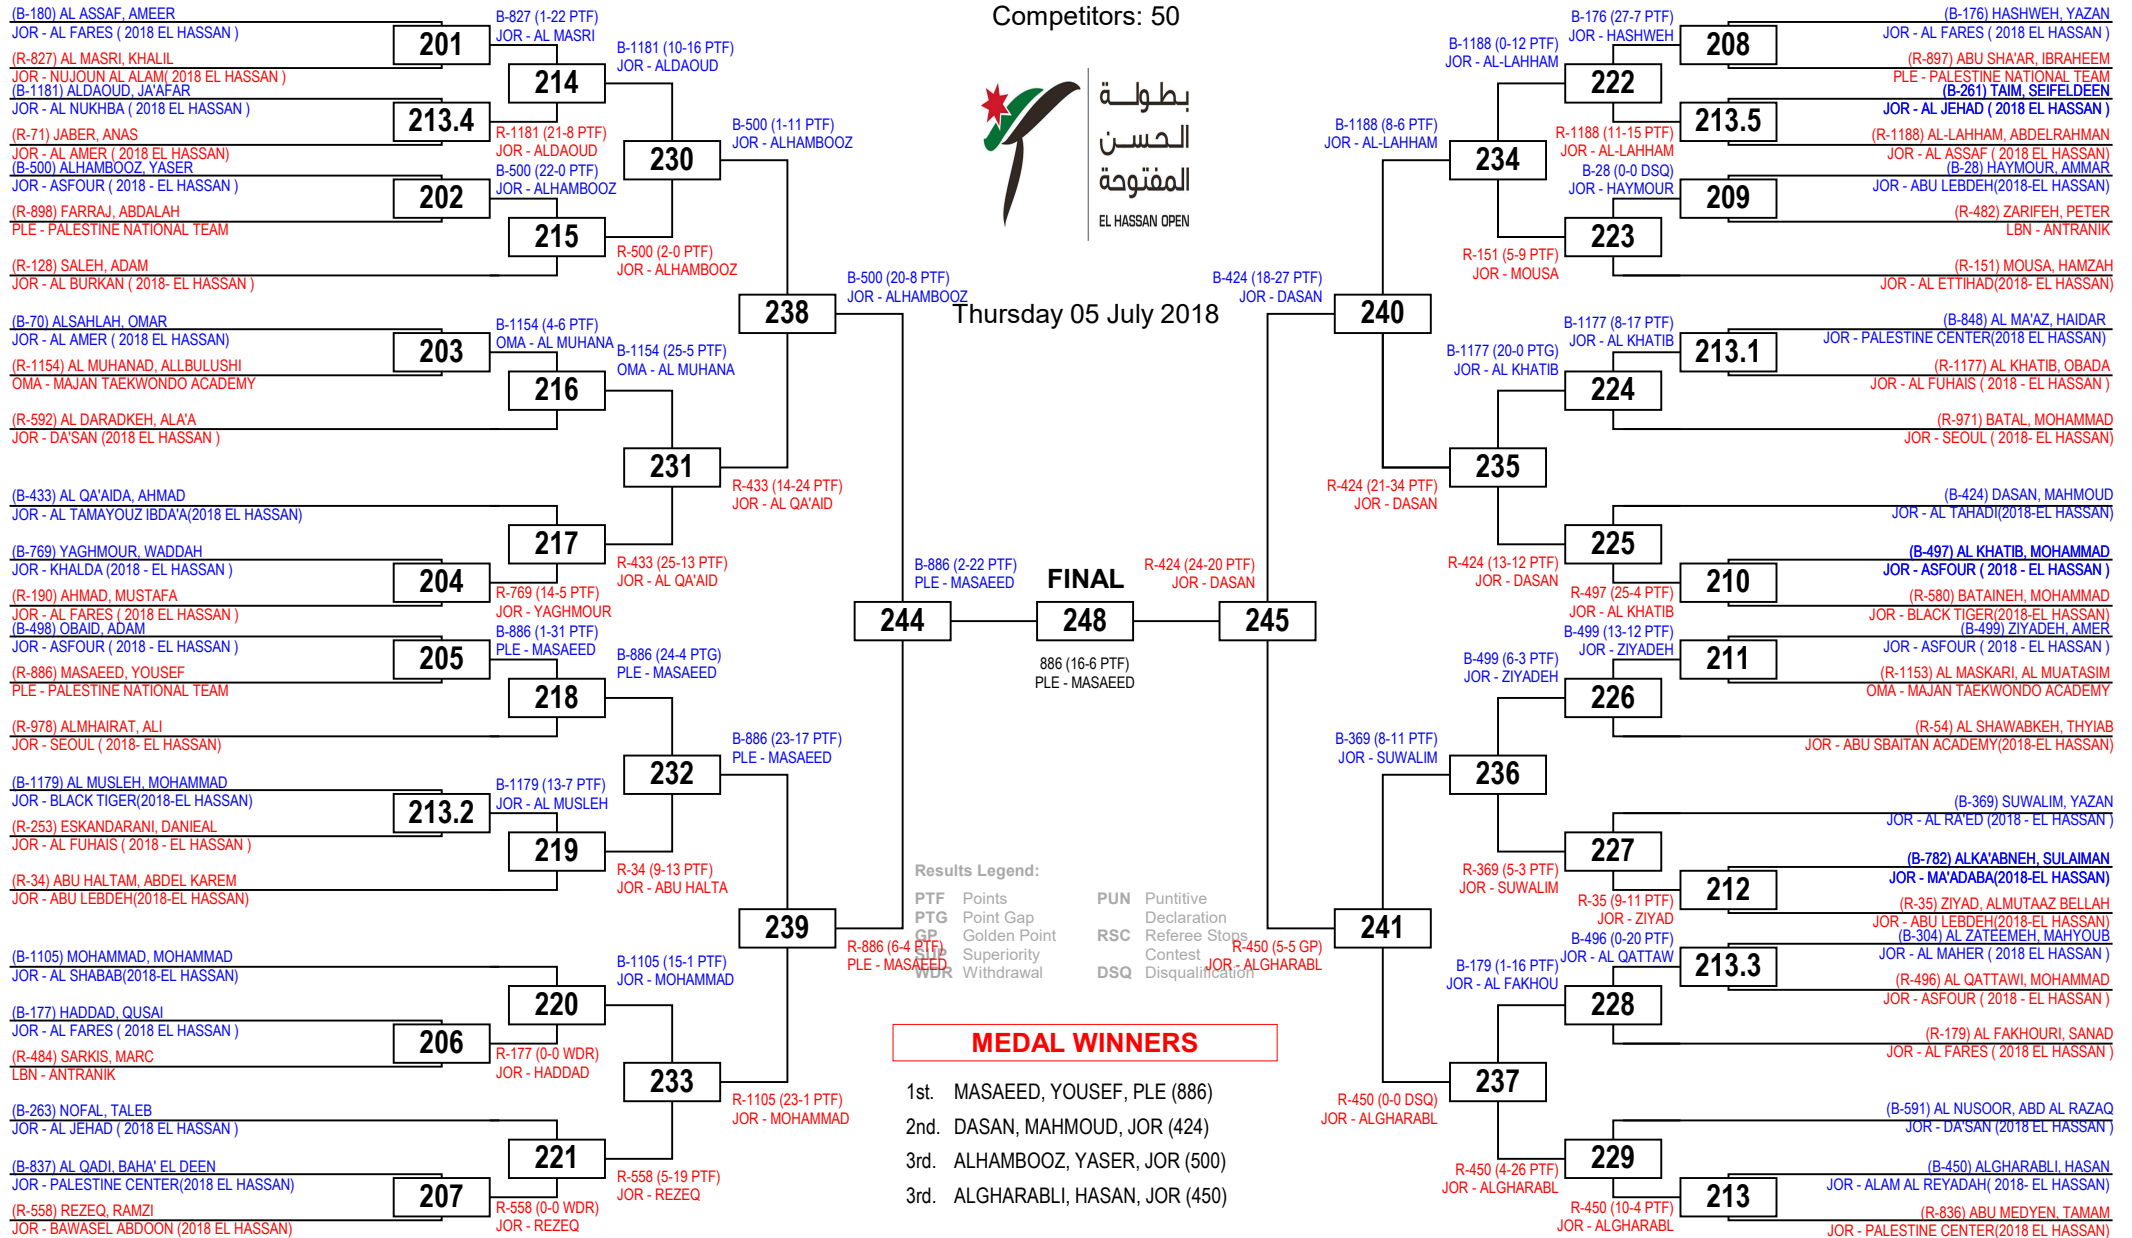 Competitors: 50
بطولة
الحسن
المفتوحة
EL HASSAN OPEN
Thursday 05 July 2018
(B-180) AL ASSAF, AMEER
JOR - AL FARES ( 2018 EL HASSAN )
201
(R-827) AL MASRI, KHALIL
JOR - NUJOUN AL ALAM( 2018 EL HASSAN )
(B-1181) ALDAOUD, JA'AFAR
JOR - AL NUKHBA ( 2018 EL HASSAN )
213.4
(R-71) JABER, ANAS
JOR - AL AMER ( 2018 EL HASSAN)
(B-500) ALHAMBOOZ, YASER
JOR - ASFOUR ( 2018 - EL HASSAN )
202
(R-898) FARRAJ, ABDALAH
PLE - PALESTINE NATIONAL TEAM
(R-128) SALEH, ADAM
JOR - AL BURKAN ( 2018- EL HASSAN )
(B-70) ALSAHLAH, OMAR
JOR - AL AMER ( 2018 EL HASSAN)
203
(R-1154) AL MUHANAD, ALLBULUSHI
OMA - MAJAN TAEKWONDO ACADEMY
(R-592) AL DARADKEH, ALA'A
JOR - DA'SAN (2018 EL HASSAN )
(B-433) AL QA'AIDA, AHMAD
JOR - AL TAMAYOUZ IBDA'A(2018 EL HASSAN)
(B-769) YAGHMOUR, WADDAH
JOR - KHALDA (2018 - EL HASSAN )
204
(R-190) AHMAD, MUSTAFA
JOR - AL FARES ( 2018 EL HASSAN )
(B-498) OBAID, ADAM
JOR - ASFOUR ( 2018 - EL HASSAN )
205
(R-886) MASAEED, YOUSEF
PLE - PALESTINE NATIONAL TEAM
(R-978) ALMHAIRAT, ALI
JOR - SEOUL ( 2018- EL HASSAN)
(B-1179) AL MUSLEH, MOHAMMAD
JOR - BLACK TIGER(2018-EL HASSAN)
213.2
(R-253) ESKANDARANI, DANIEAL
JOR - AL FUHAIS ( 2018 - EL HASSAN )
(R-34) ABU HALTAM, ABDEL KAREM
JOR - ABU LEBDEH(2018-EL HASSAN)
(B-1105) MOHAMMAD, MOHAMMAD
JOR - AL SHABAB(2018-EL HASSAN)
(B-177) HADDAD, QUSAI
JOR - AL FARES ( 2018 EL HASSAN )
206
(R-484) SARKIS, MARC
LBN - ANTRANIK
(B-263) NOFAL, TALEB
JOR - AL JEHAD ( 2018 EL HASSAN )
(B-837) AL QADI, BAHA' EL DEEN
JOR - PALESTINE CENTER(2018 EL HASSAN)
207
(R-558) REZEQ, RAMZI
JOR - BAWASEL ABDOON (2018 EL HASSAN)
B-827 (1-22 PTF)
JOR - AL MASRI
214
R-1181 (21-8 PTF)
JOR - ALDAOUD
B-500 (22-0 PTF)
JOR - ALHAMBOOZ
215
B-1154 (4-6 PTF)
OMA - AL MUHANA
216
217
R-769 (14-5 PTF)
JOR - YAGHMOUR
B-886 (1-31 PTF)
PLE - MASAEED
218
B-1179 (13-7 PTF)
JOR - AL MUSLEH
219
220
R-177 (0-0 WDR)
JOR - HADDAD
221
R-558 (0-0 WDR)
JOR - REZEQ
B-1181 (10-16 PTF)
JOR - ALDAOUD
230
R-500 (2-0 PTF)
JOR - ALHAMBOOZ
B-1154 (25-5 PTF)
OMA - AL MUHANA
231
R-433 (25-13 PTF)
JOR - AL QA'AID
B-886 (24-4 PTG)
PLE - MASAEED
232
R-34 (9-13 PTF)
JOR - ABU HALTA
B-1105 (15-1 PTF)
JOR - MOHAMMAD
233
R-558 (5-19 PTF)
JOR - REZEQ
B-500 (1-11 PTF)
JOR - ALHAMBOOZ
238
R-433 (14-24 PTF)
JOR - AL QA'AID
B-886 (23-17 PTF)
PLE - MASAEED
239
R-1105 (23-1 PTF)
JOR - MOHAMMAD
B-500 (20-8 PTF)
JOR - ALHAMBOOZ
244
R-886 (6-4 PTF)
PLE - MASAEED
B-886 (2-22 PTF)
PLE - MASAEED
FINAL
248
886 (16-6 PTF)
PLE - MASAEED
R-424 (24-20 PTF)
JOR - DASAN
B-424 (18-27 PTF)
JOR - DASAN
245
R-450 (5-5 GP)
JOR - ALGHARABL
B-1188 (8-6 PTF)
JOR - AL-LAHHAM
240
R-424 (21-34 PTF)
JOR - DASAN
B-369 (8-11 PTF)
JOR - SUWALIM
241
R-450 (0-0 DSQ)
JOR - ALGHARABL
B-1188 (0-12 PTF)
JOR - AL-LAHHAM
234
R-151 (5-9 PTF)
JOR - MOUSA
B-1177 (20-0 PTG)
JOR - AL KHATIB
235
R-424 (13-12 PTF)
JOR - DASAN
B-499 (6-3 PTF)
JOR - ZIYADEH
236
R-369 (5-3 PTF)
JOR - SUWALIM
B-179 (1-16 PTF)
JOR - AL FAKHOU
237
R-450 (4-26 PTF)
JOR - ALGHARABL
B-176 (27-7 PTF)
JOR - HASHWEH
222
R-1188 (11-15 PTF)
JOR - AL-LAHHAM
B-28 (0-0 DSQ)
JOR - HAYMOUR
223
B-1177 (8-17 PTF)
JOR - AL KHATIB
224
225
R-497 (25-4 PTF)
JOR - AL KHATIB
B-499 (13-12 PTF)
JOR - ZIYADEH
226
227
R-35 (9-11 PTF)
JOR - ZIYAD
B-496 (0-20 PTF)
JOR - AL QATTAW
228
229
R-450 (10-4 PTF)
JOR - ALGHARABL
(B-176) HASHWEH, YAZAN
JOR - AL FARES ( 2018 EL HASSAN )
208
(R-897) ABU SHA'AR, IBRAHEEM
PLE - PALESTINE NATIONAL TEAM
(B-261) TAIM, SEIFELDEEN
JOR - AL JEHAD ( 2018 EL HASSAN )
213.5
(R-1188) AL-LAHHAM, ABDELRAHMAN
JOR - AL ASSAF ( 2018 EL HASSAN)
(B-28) HAYMOUR, AMMAR
JOR - ABU LEBDEH(2018-EL HASSAN)
209
(R-482) ZARIFEH, PETER
LBN - ANTRANIK
(R-151) MOUSA, HAMZAH
JOR - AL ETTIHAD(2018- EL HASSAN)
(B-848) AL MA'AZ, HAIDAR
JOR - PALESTINE CENTER(2018 EL HASSAN)
213.1
(R-1177) AL KHATIB, OBADA
JOR - AL FUHAIS ( 2018 - EL HASSAN )
(R-971) BATAL, MOHAMMAD
JOR - SEOUL ( 2018- EL HASSAN)
(B-424) DASAN, MAHMOUD
JOR - AL TAHADI(2018-EL HASSAN)
(B-497) AL KHATIB, MOHAMMAD
JOR - ASFOUR ( 2018 - EL HASSAN )
210
(R-580) BATAINEH, MOHAMMAD
JOR - BLACK TIGER(2018-EL HASSAN)
(B-499) ZIYADEH, AMER
JOR - ASFOUR ( 2018 - EL HASSAN )
211
(R-1153) AL MASKARI, AL MUATASIM
OMA - MAJAN TAEKWONDO ACADEMY
(R-54) AL SHAWABKEH, THYIAB
JOR - ABU SBAITAN ACADEMY(2018-EL HASSAN)
(B-369) SUWALIM, YAZAN
JOR - AL RA'ED (2018 - EL HASSAN )
(B-782) ALKA'ABNEH, SULAIMAN
JOR - MA'ADABA(2018-EL HASSAN)
212
(R-35) ZIYAD, ALMUTAAZ BELLAH
JOR - ABU LEBDEH(2018-EL HASSAN)
(B-304) AL ZATEEMEH, MAHYOUB
JOR - AL MAHER ( 2018 EL HASSAN )
213.3
(R-496) AL QATTAWI, MOHAMMAD
JOR - ASFOUR ( 2018 - EL HASSAN )
(R-179) AL FAKHOURI, SANAD
JOR - AL FARES ( 2018 EL HASSAN )
(B-591) AL NUSOOR, ABD AL RAZAQ
JOR - DA'SAN (2018 EL HASSAN )
(B-450) ALGHARABLI, HASAN
JOR - ALAM AL REYADAH( 2018- EL HASSAN)
213
(R-836) ABU MEDYEN, TAMAM
JOR - PALESTINE CENTER(2018 EL HASSAN)
Results Legend:
PTF Points
PTG Point Gap
GP Golden Point
SUP Superiority
WDR Withdrawal
PUN Puntitive
Declaration
RSC Referee Stops
Contest
DSQ Disqualification
MEDAL WINNERS
1st. MASAEED, YOUSEF, PLE (886)
2nd. DASAN, MAHMOUD, JOR (424)
3rd. ALHAMBOOZ, YASER, JOR (500)
3rd. ALGHARABLI, HASAN, JOR (450)